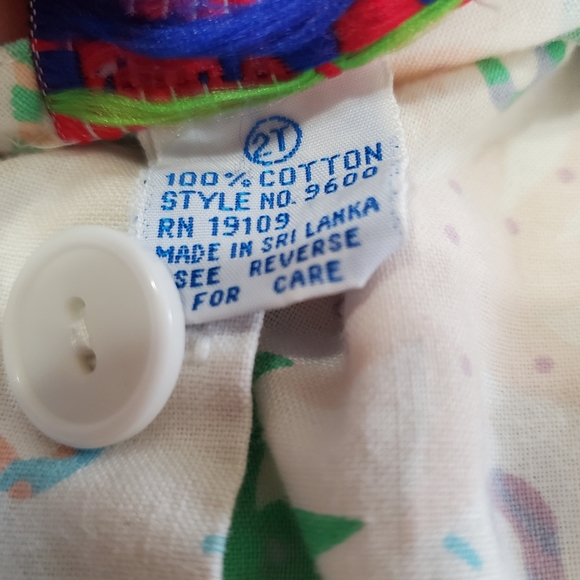 2T
100% COTTON
STYLE NO. 9600
RN 19109
MADE IN SRI LANKA
SEE REVERSE
FOR CARE